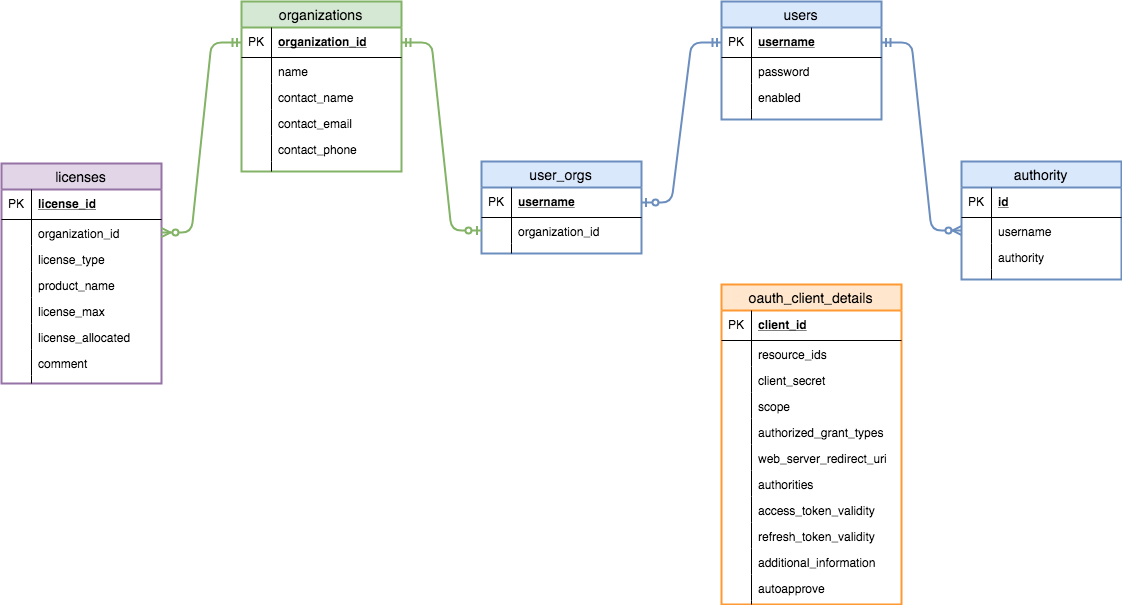 organizations
PK organization_id
name
contact_name
contact_email
contact_phone
users
PK username
password
enabled
licenses
PK license_id
organization_id
license_type
product_name
license_max
license_allocated
comment
user_orgs
PK username
organization_id
authority
PK id
username
authority
oauth_client_details
PK client_id
resource_ids
client_secret
scope
authorized_grant_types
web_server_redirect_uri
authorities
access_token_validity
refresh_token_validity
additional_information
autoapprove